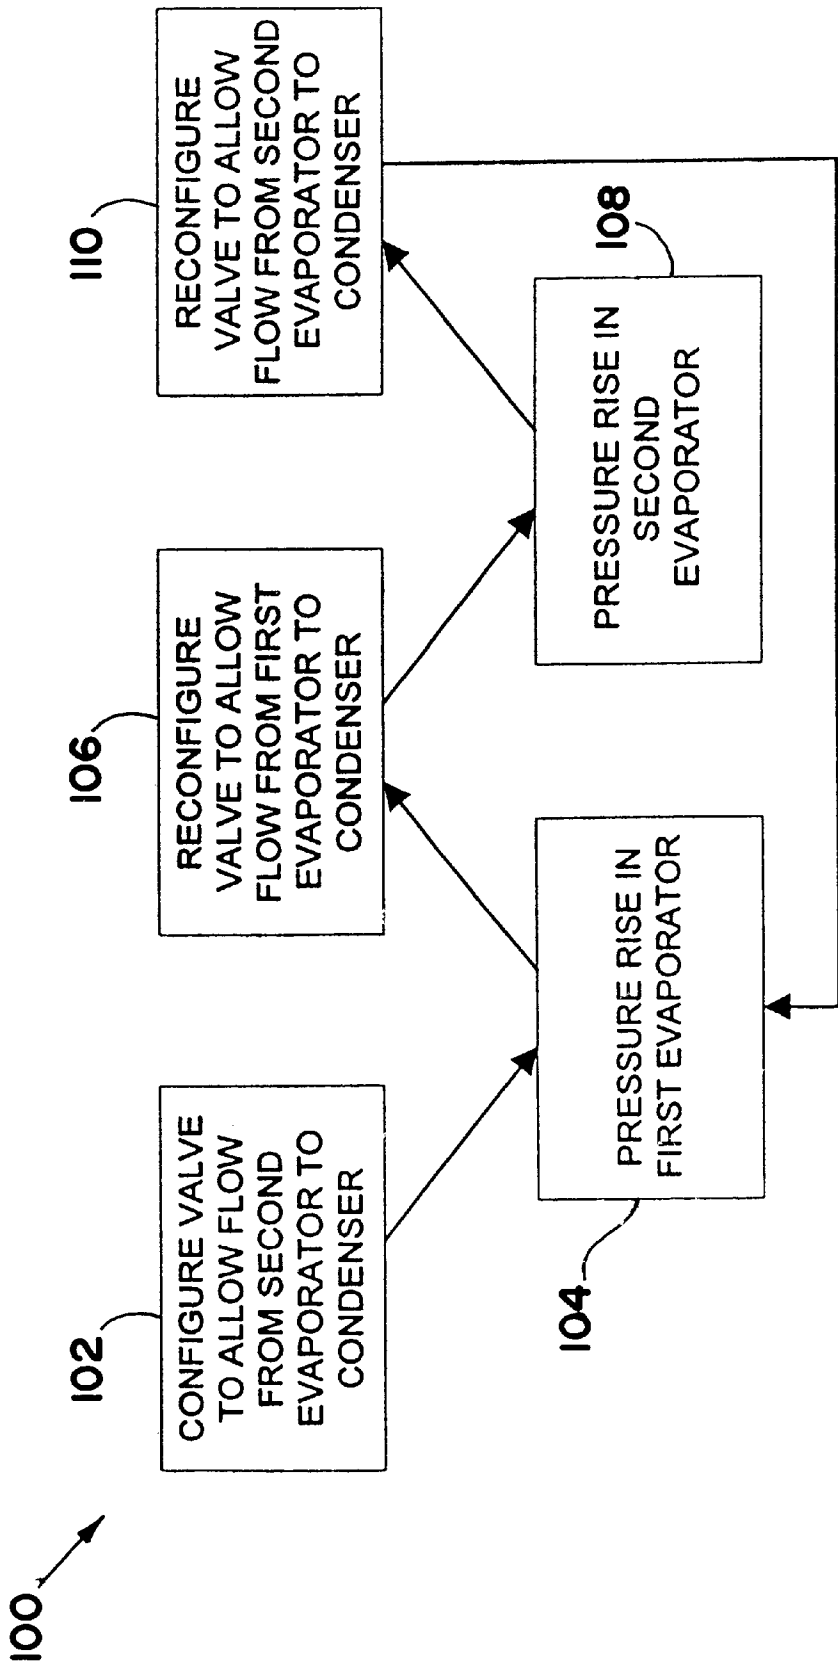 100
102
CONFIGURE VALVE
TO ALLOW FLOW
FROM SECOND
EVAPORATOR TO
CONDENSER
104
PRESSURE RISE IN
FIRST EVAPORATOR
106
RECONFIGURE
VALVE TO ALLOW
FLOW FROM FIRST
EVAPORATOR TO
CONDENSER
108
PRESSURE RISE IN
SECOND
EVAPORATOR
110
RECONFIGURE
VALVE TO ALLOW
FLOW FROM SECOND
EVAPORATOR TO
CONDENSER